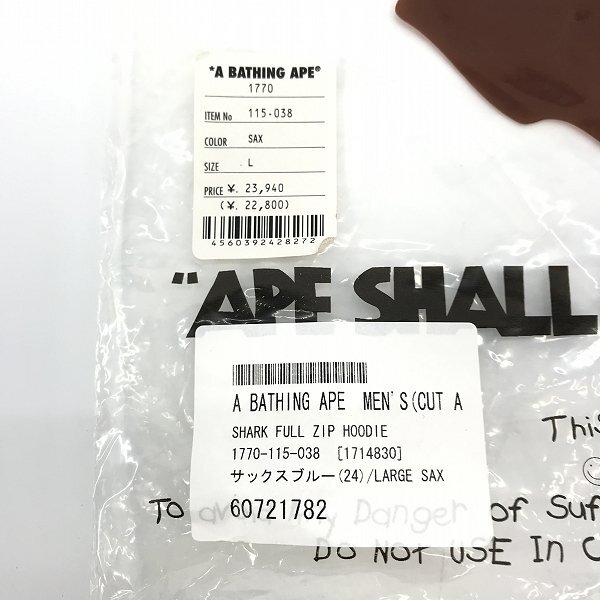 "A BATHING APE®
1770
ITEM No 115-038
COLOR SAX
SIZE L
PRICE ¥. 23,940
(¥. 22,800)
4560392428272
"APE SHALL
A BATHING APE MEN'S(CUT A
SHARK FULL ZIP HOODIE
1770-115-038 [1714830]
サックスブルー(24)/LARGE SAX
60721782
This
To Danger of Suf
DO NOT USE In C